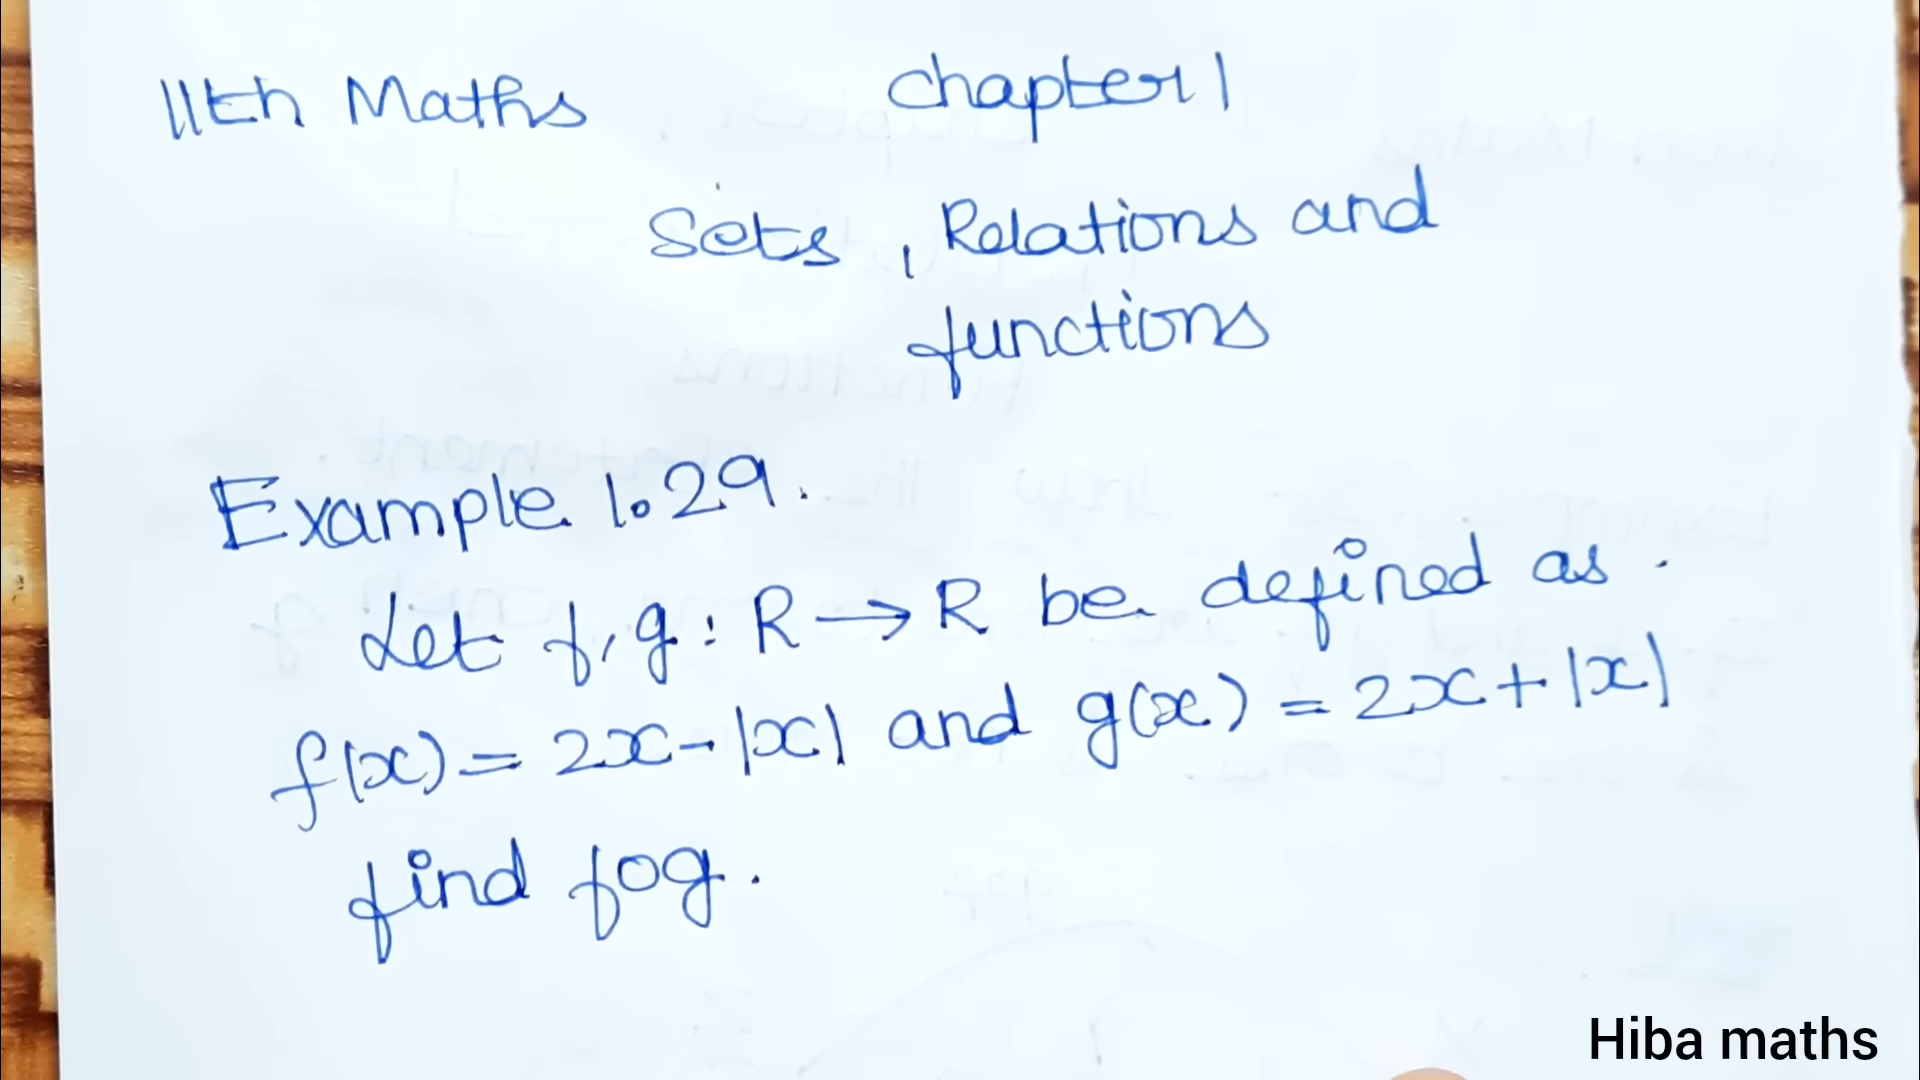 11th Maths chapter 1
Sets, Relations and
functions
Example 1.29.
Let f, g : R → R be defined as.
f(x) = 2x - |x| and g(x) = 2x + |x|
find fog.
Hiba maths